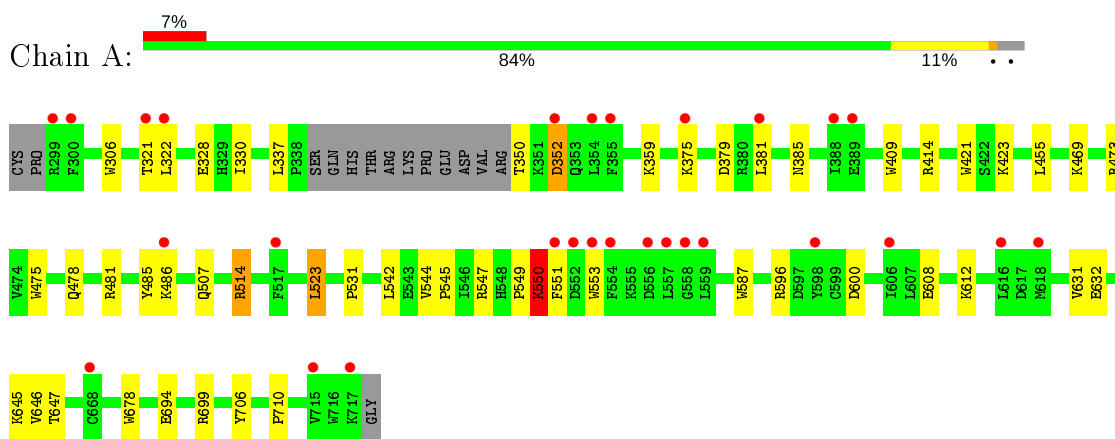 7%
Chain A:
84% 11% • •
CYS PRO R299 F300 W306 T321 L322 E328 H329 I330 L337 P338 SER GLN HIS THR ARG LYS PRO GLU ASP VAL ARG T350 K351 D352 Q353 L354 F355 K359 K375 D379 R380 L381 N385 I388 E389 W409 R414 W421 S422 K423 L455 K469 R473
V474 W475 Q478 R481 Y485 K486 Q507 R514 F517 L523 P531 L542 E543 V544 P545 I546 R547 H548 P549 K550 F551 D552 W553 F554 K555 D556 L557 G558 L559 W587 R596 D597 Y598 C599 D600 I606 L607 E608 K612 L616 D617 M618 V631 E632
K645 V646 T647 C668 W678 E694 R699 Y706 P710 V715 W716 K717 GLY